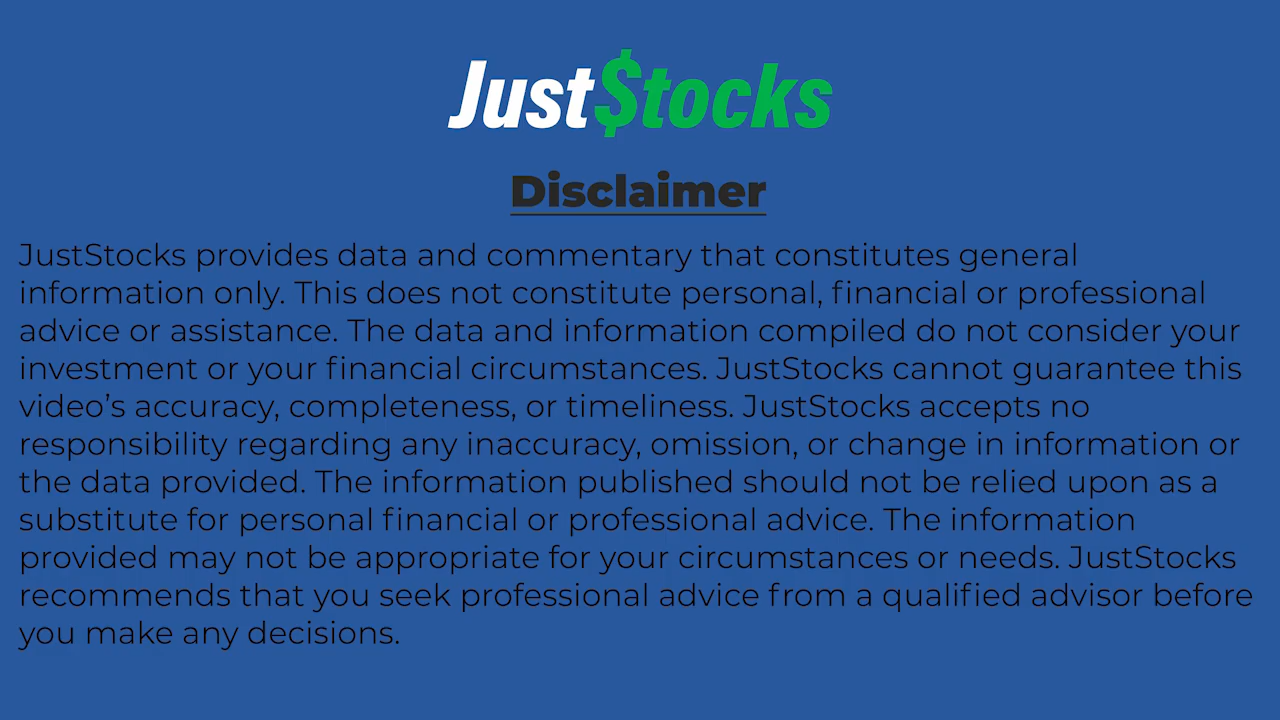 Just$tocks
Disclaimer
JustStocks provides data and commentary that constitutes general
information only. This does not constitute personal, financial or professional
advice or assistance. The data and information compiled do not consider your
investment or your financial circumstances. JustStocks cannot guarantee this
video’s accuracy, completeness, or timeliness. JustStocks accepts no
responsibility regarding any inaccuracy, omission, or change in information or
the data provided. The information published should not be relied upon as a
substitute for personal financial or professional advice. The information
provided may not be appropriate for your circumstances or needs. JustStocks
recommends that you seek professional advice from a qualified advisor before
you make any decisions.